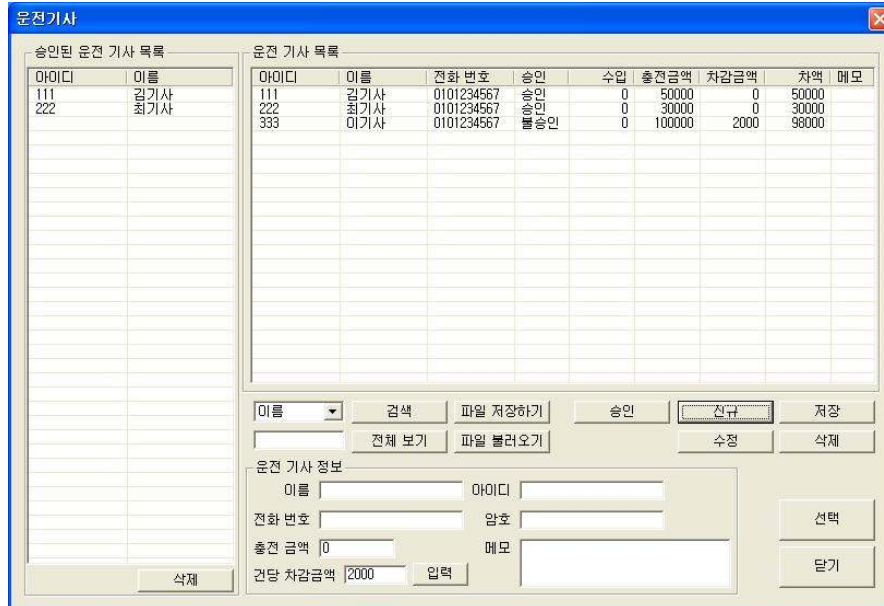 운전기사
승인된 운전 기사 목록
아이디 이름
111 김기사
222 최기사
삭제
운전 기사 목록
아이디 이름 전화 번호 승인 수입 충전금액 차감금액 차액 메모
111 김기사 0101234567 승인 0 50000 0 50000
222 최기사 0101234567 승인 0 30000 0 30000
333 이기사 0101234567 불승인 0 100000 2000 98000
이름 검색 파일 저장하기 승인 신규 저장
전체 보기 파일 불러오기 수정 삭제
운전 기사 정보
이름 아이디
전화 번호 암호
충전 금액 0 메모
건당 차감금액 2000 입력
선택
닫기